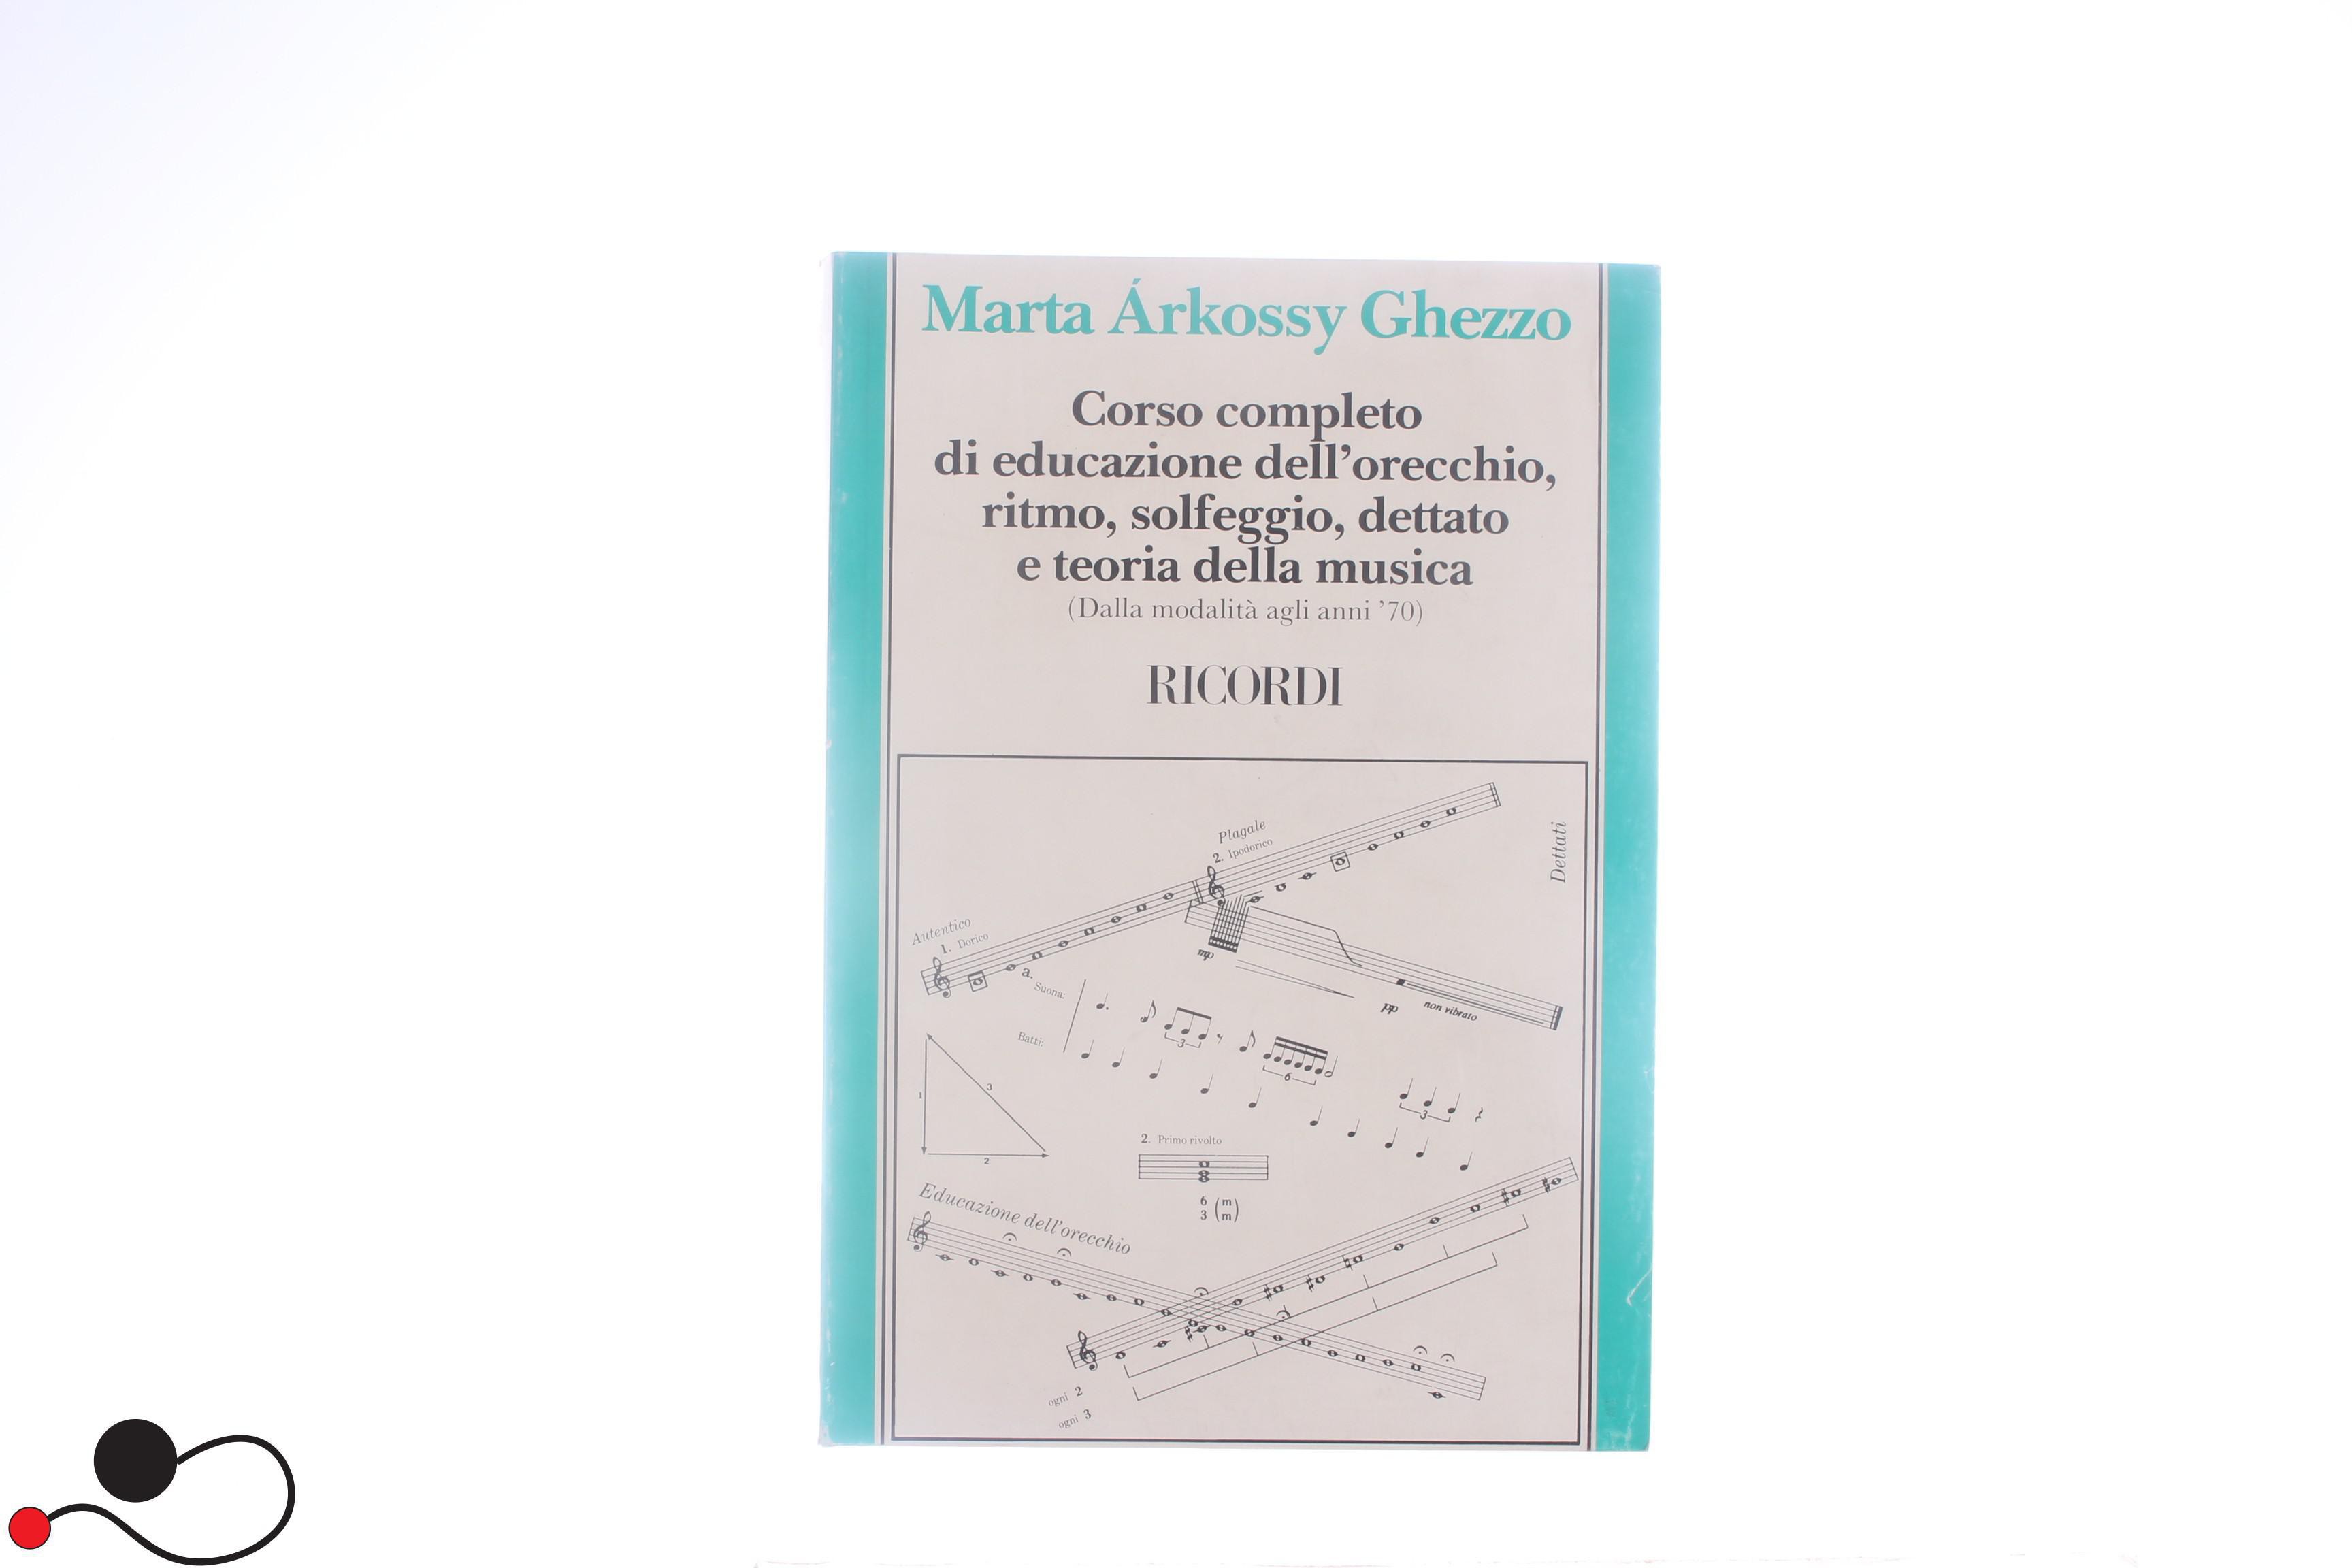 Marta Árkossy Ghezzo
Corso completo
di educazione dell’orecchio,
ritmo, solfeggio, dettato
e teoria della musica
(Dalla modalità agli anni ’70)
RICORDI
Plagale
2. Ipodorico
Dettati
Autentico
1. Dorico
mp
a.
Suona:
pp
non vibrato
3
6
3
Batti:
1
3
2
2. Primo rivolto
6 (m)
3 (m)
Educazione dell’orecchio
ogni 2
ogni 3